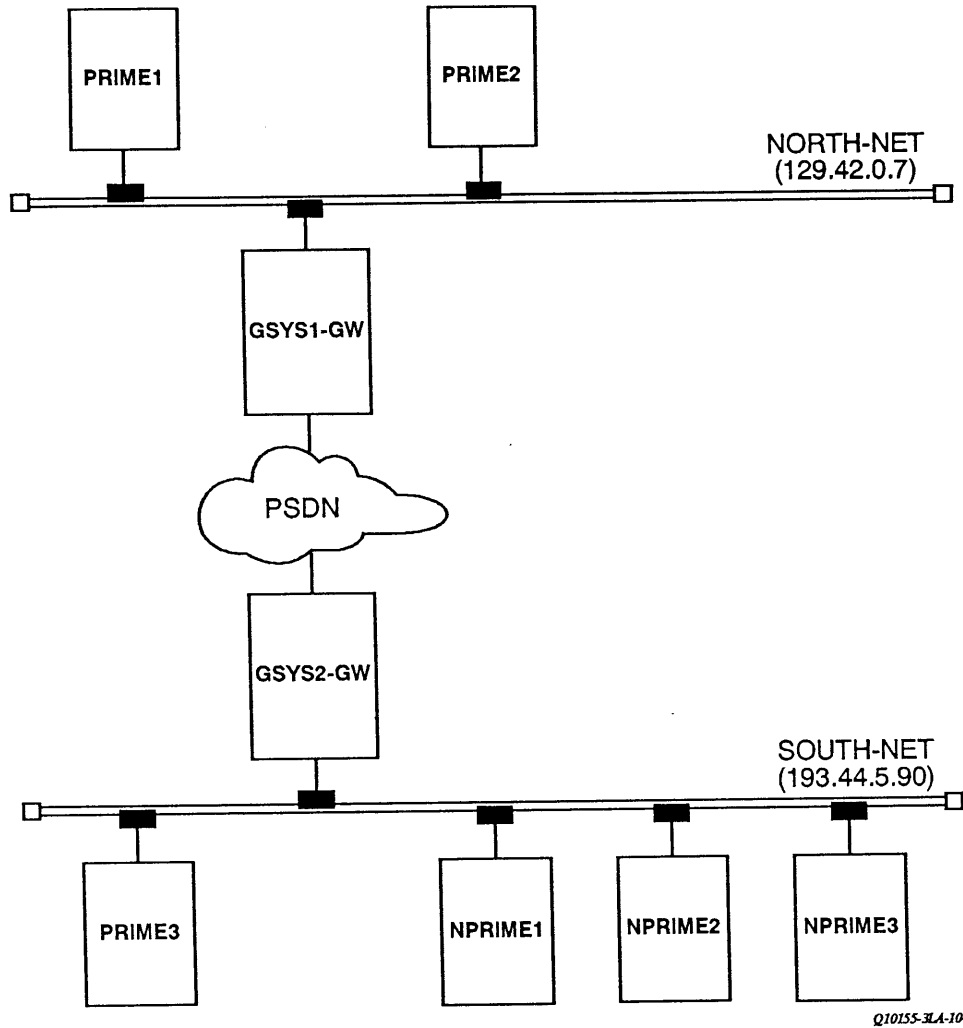 PRIME1
PRIME2
NORTH-NET
(129.42.0.7)
GSYS1-GW
PSDN
GSYS2-GW
SOUTH-NET
(193.44.5.90)
PRIME3
NPRIME1
NPRIME2
NPRIME3
Q10155-3LA-10